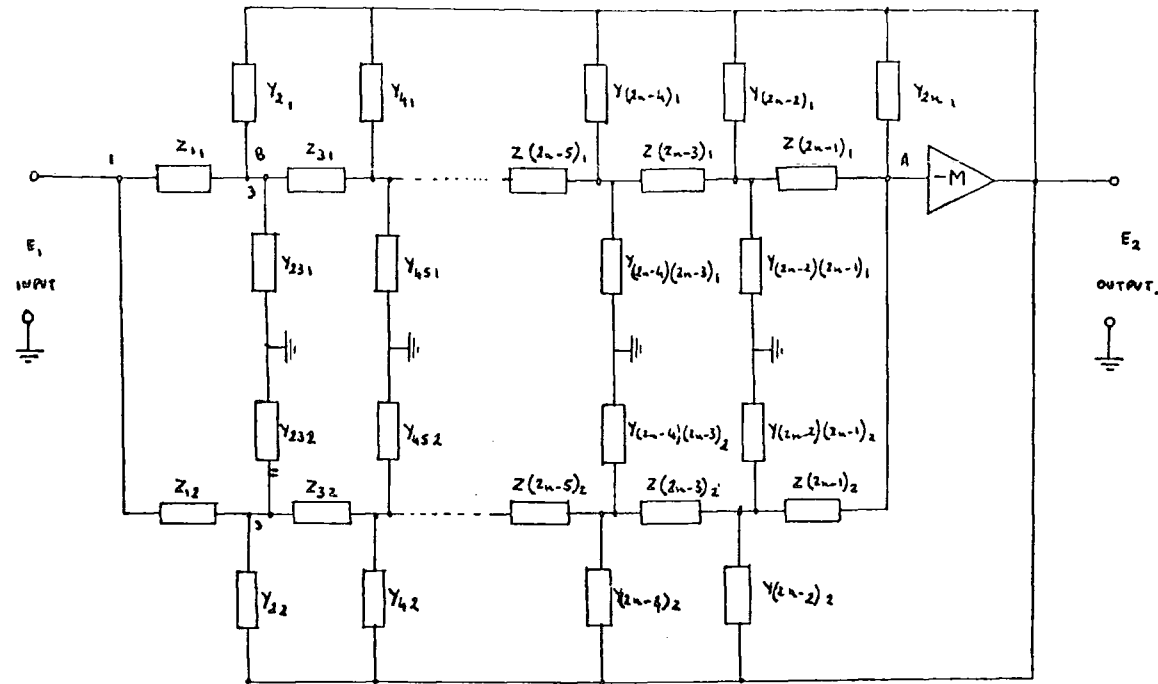 Y21
Y41
Y(2n-4)1
Y(2n-2)1
Y2n1
1
Z11
B
Z31
Z(2n-5)1
Z(2n-3)1
Z(2n-1)1
A
-M
3
E1
INPUT
E2
OUTPUT.
Y231
Y451
Y(2n-4)(2n-3)1
Y(2n-2)(2n-1)1
Y232
Y452
Y(2n-4)(2n-3)2
Y(2n-2)(2n-1)2
Z12
Z32
Z(2n-5)2
Z(2n-3)2
Z(2n-1)2
3
Y22
Y42
Y(2n-4)2
Y(2n-2)2